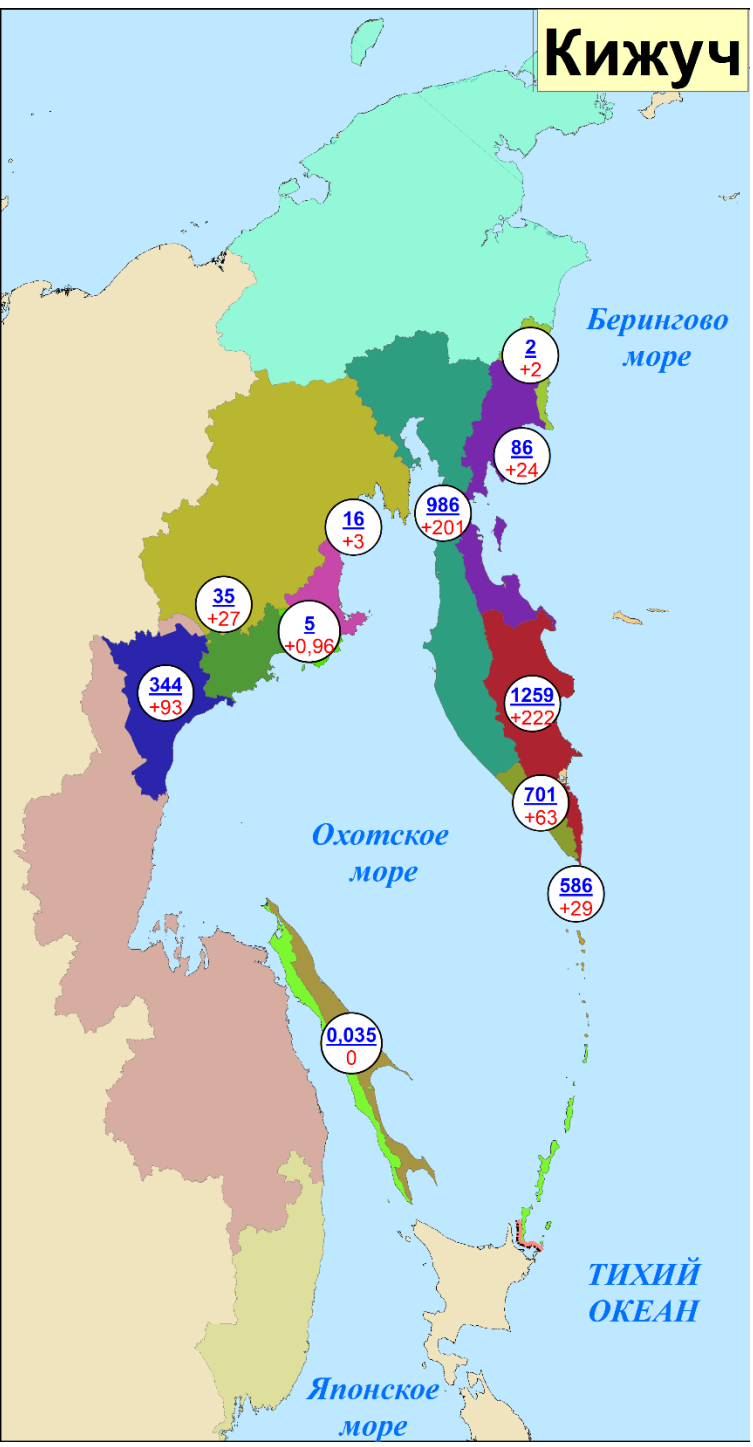 Кижуч
Берингово
море
2
+2
86
+24
986
+201
16
+3
35
+27
5
+0,96
344
+93
1259
+222
701
+63
Охотское
море
586
+29
0,035
0
ТИХИЙ
ОКЕАН
Японское
море